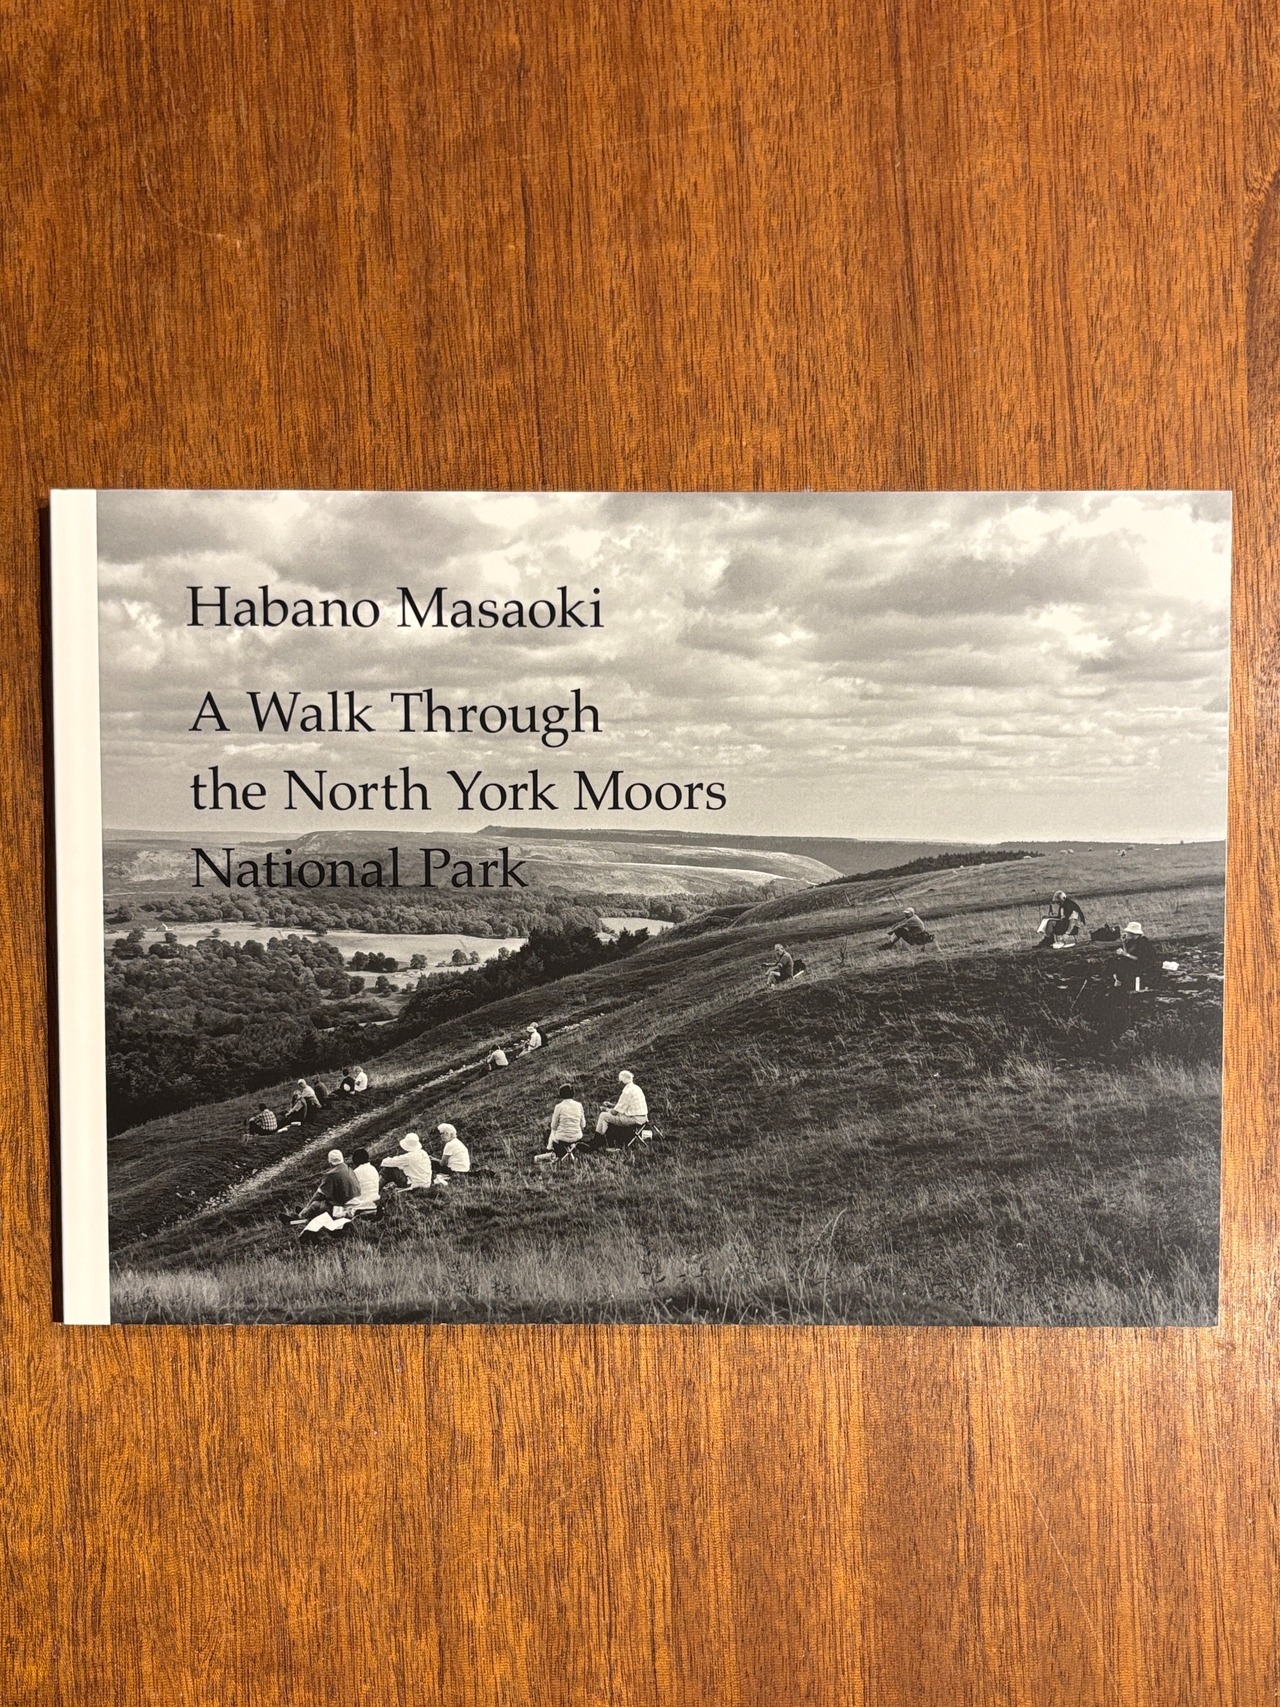 Habano Masaoki
A Walk Through
the North York Moors
National Park